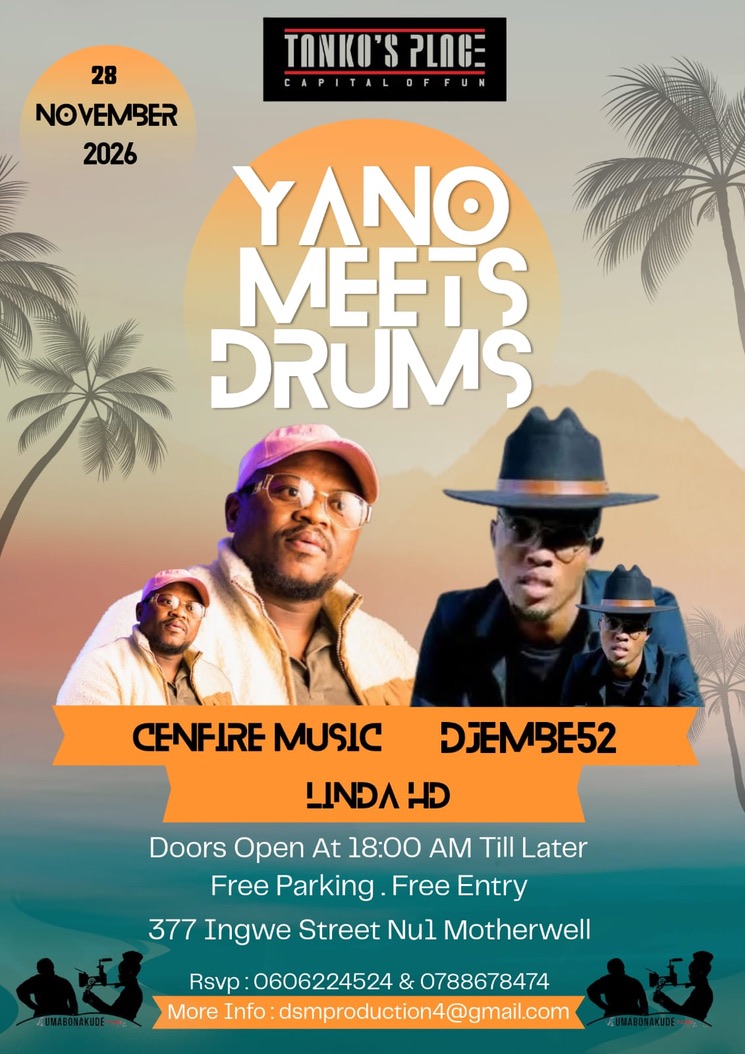 TANKO'S PLACE
CAPITAL OF FUN
28
NOVEMBER
2026
YANO
MEETS
DRUMS
CENFIRE MUSIC DJEMBE52
LINDA HD
Doors Open At 18:00 AM Till Later
Free Parking . Free Entry
377 Ingwe Street Nu1 Motherwell
Rsvp : 0606224524 & 0788678474
More Info : dsmproduction4@gmail.com
UMABONAKUDE
UMABONAKUDE